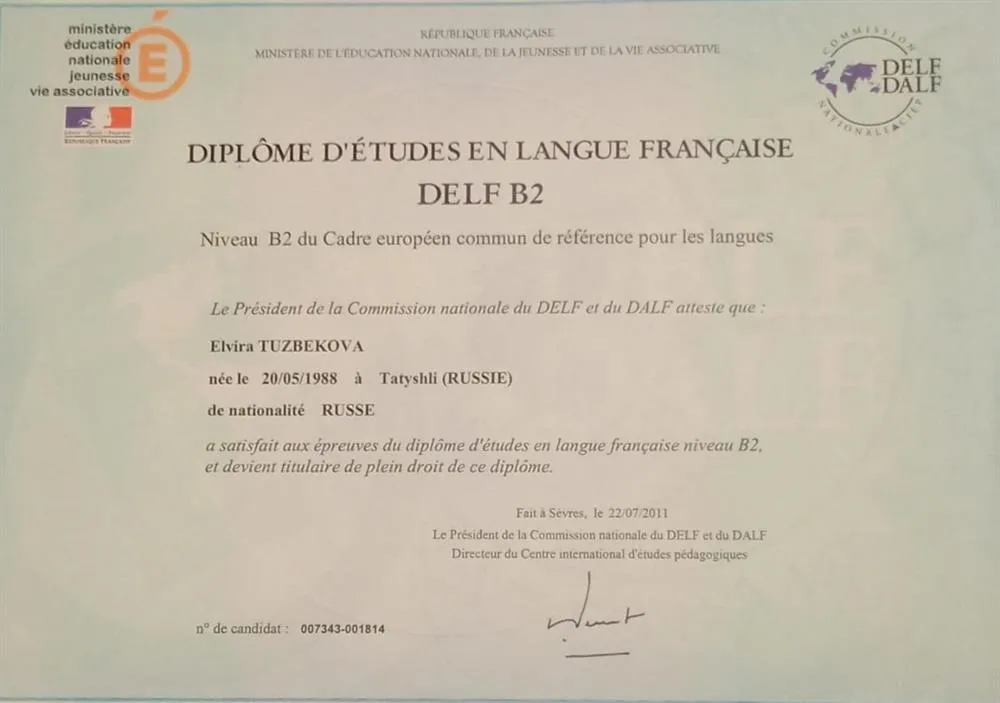 ministère
éducation
nationale
jeunesse
vie associative
É
RÉPUBLIQUE FRANÇAISE
RÉPUBLIQUE FRANÇAISE
MINISTÈRE DE L'ÉDUCATION NATIONALE, DE LA JEUNESSE ET DE LA VIE ASSOCIATIVE
COMMISSION
DELF
DALF
NATIONALE CIEP
DIPLÔME D'ÉTUDES EN LANGUE FRANÇAISE
DELF B2
Niveau B2 du Cadre européen commun de référence pour les langues
Le Président de la Commission nationale du DELF et du DALF atteste que :
Elvira TUZBEKOVA
née le 20/05/1988 à Tatyshli (RUSSIE)
de nationalité RUSSE
a satisfait aux épreuves du diplôme d'études en langue française niveau B2,
et devient titulaire de plein droit de ce diplôme.
Fait à Sèvres, le 22/07/2011
Le Président de la Commission nationale du DELF et du DALF
Directeur du Centre international d'études pédagogiques
n° de candidat : 007343-001814